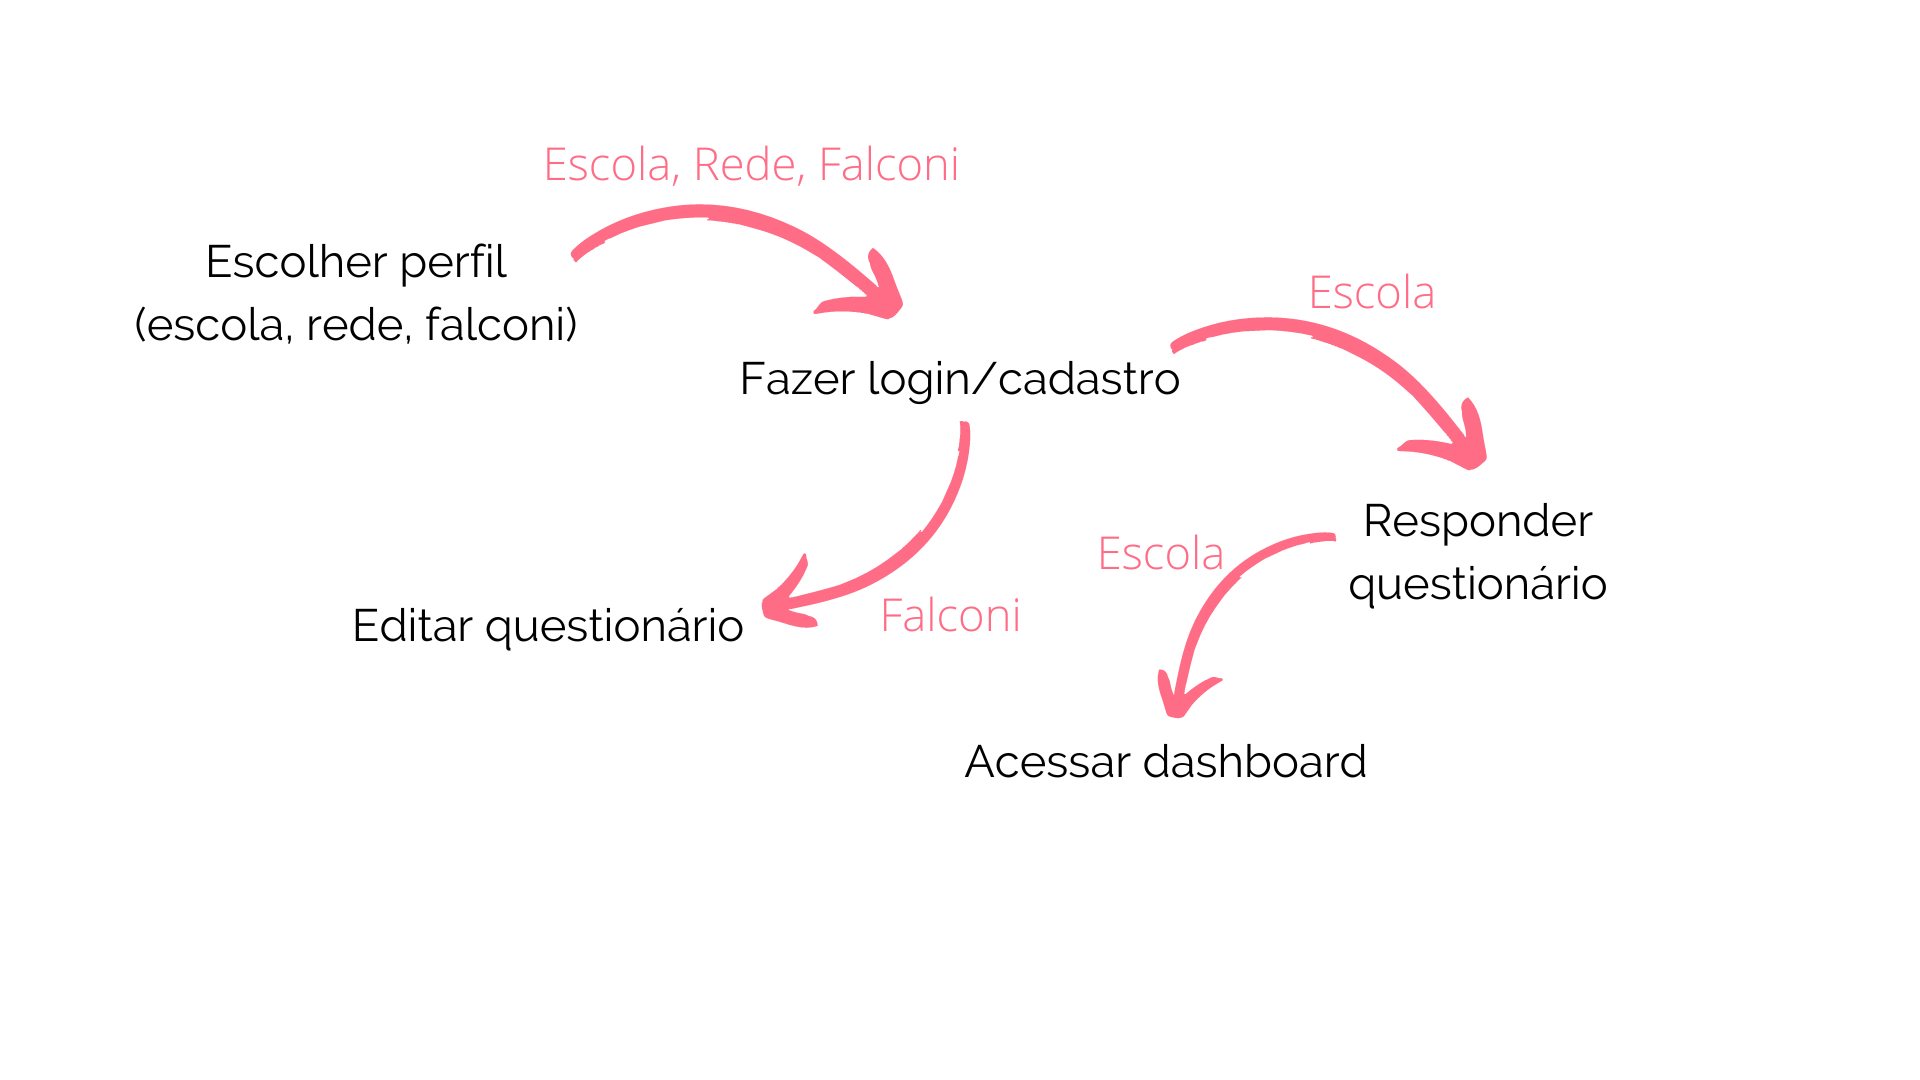 Escola, Rede, Falconi
Escolher perfil
(escola, rede, falconi)
Escola
Fazer login/cadastro
Responder
questionário
Escola
Falconi
Editar questionário
Acessar dashboard